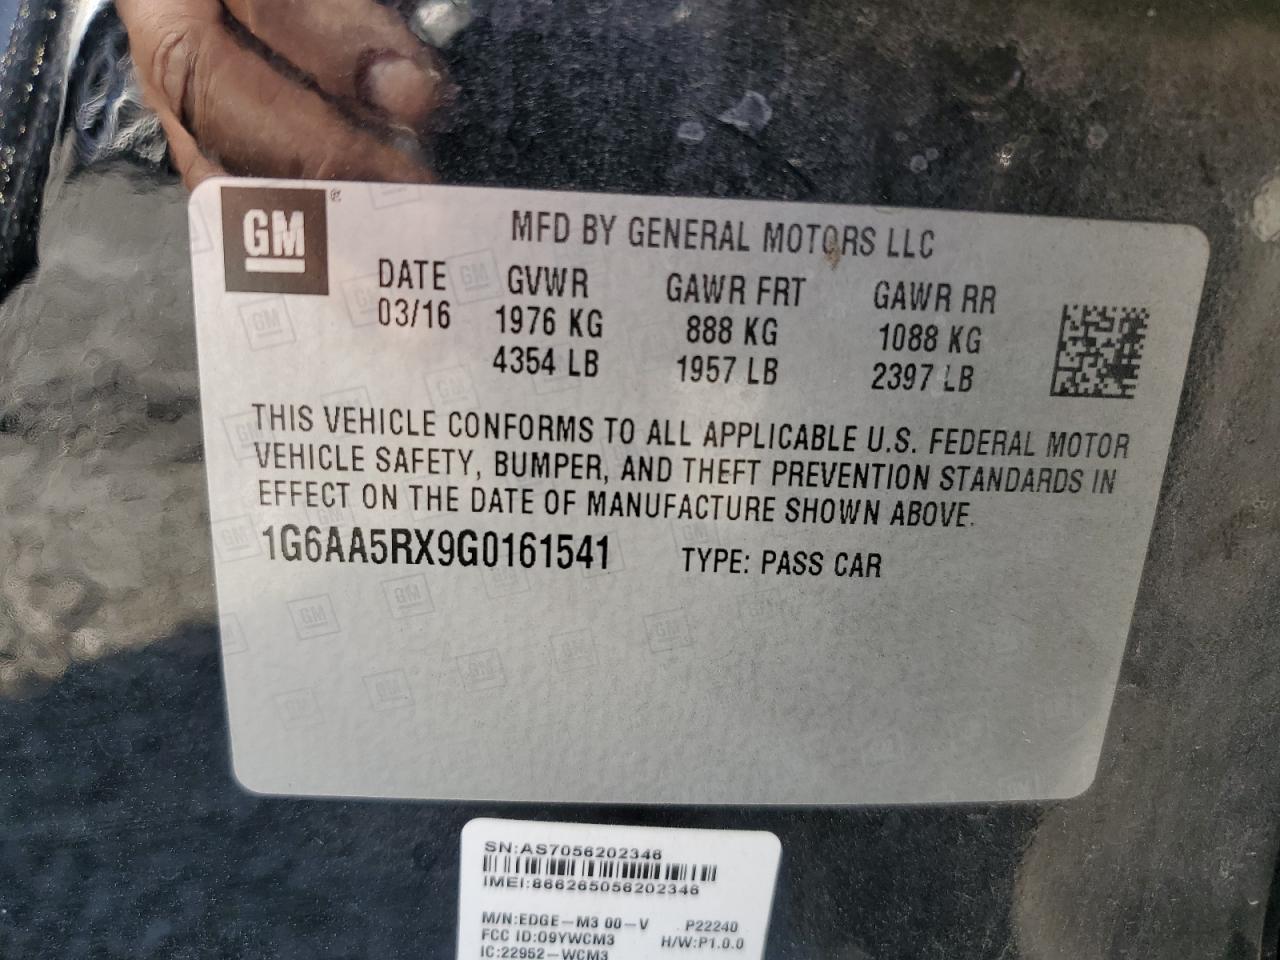 GM
MFD BY GENERAL MOTORS LLC
DATE GVWR GAWR FRT GAWR RR
03/16 1976 KG 888 KG 1088 KG
4354 LB 1957 LB 2397 LB
THIS VEHICLE CONFORMS TO ALL APPLICABLE U.S. FEDERAL MOTOR
VEHICLE SAFETY, BUMPER, AND THEFT PREVENTION STANDARDS IN
EFFECT ON THE DATE OF MANUFACTURE SHOWN ABOVE.
1G6AA5RX9G0161541 TYPE: PASS CAR
SN:AS7056202346
IMEI:866265056202346
M/N:EDGE-M3 00-V P22240
FCC ID:O9YWCM3 H/W:P1.0.0
IC:22952-WCM3